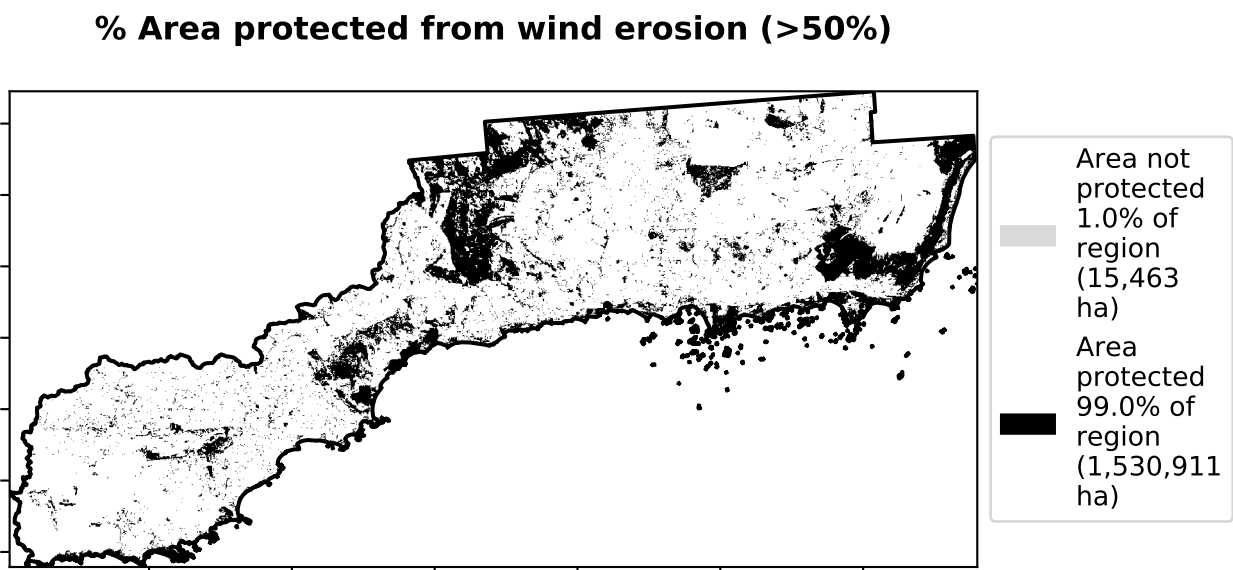 % Area protected from wind erosion (>50%)
Area not
protected
1.0% of
region
(15,463
ha)
Area
protected
99.0% of
region
(1,530,911
ha)